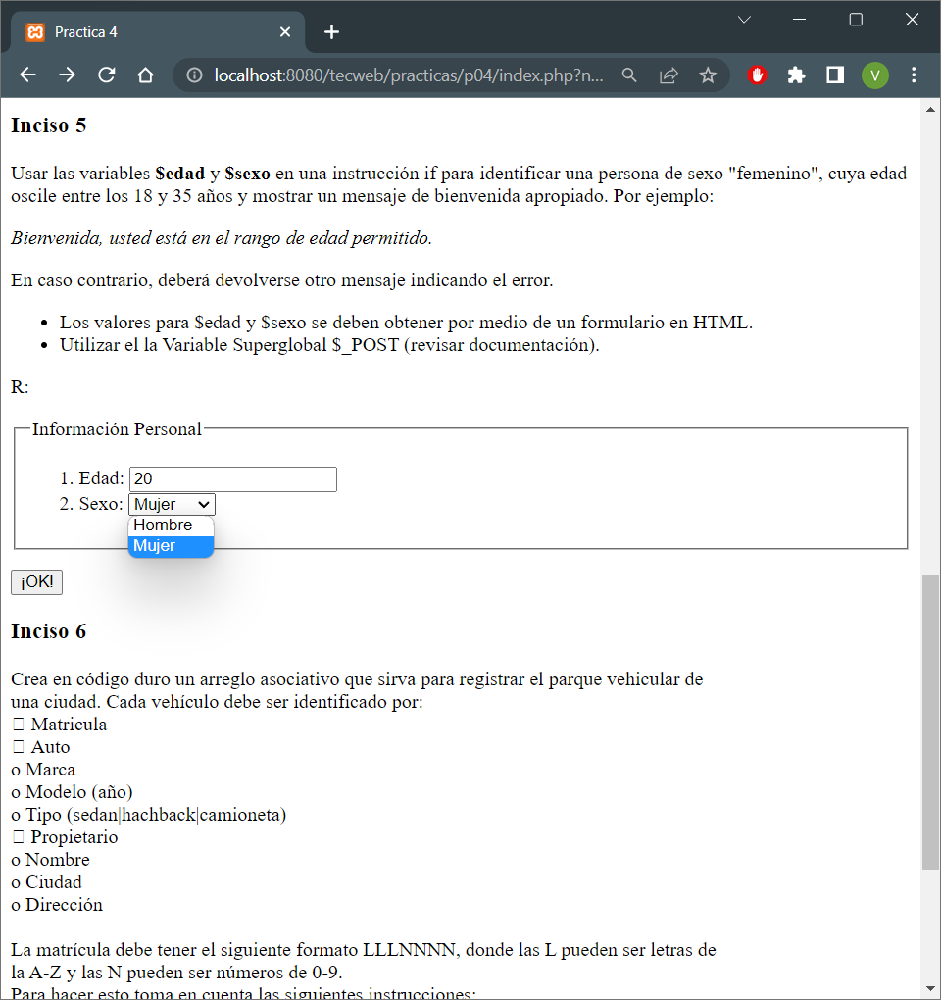 Practica 4
localhost:8080/tecweb/practicas/p04/index.php?n...
V
Inciso 5
Usar las variables $edad y $sexo en una instrucción if para identificar una persona de sexo "femenino", cuya edad
oscile entre los 18 y 35 años y mostrar un mensaje de bienvenida apropiado. Por ejemplo:
Bienvenida, usted está en el rango de edad permitido.
En caso contrario, deberá devolverse otro mensaje indicando el error.
• Los valores para $edad y $sexo se deben obtener por medio de un formulario en HTML.
• Utilizar el la Variable Superglobal $_POST (revisar documentación).
R:
Información Personal
1. Edad: 20
2. Sexo: Mujer
Hombre
Mujer
¡OK!
Inciso 6
Crea en código duro un arreglo asociativo que sirva para registrar el parque vehicular de
una ciudad. Cada vehículo debe ser identificado por:
 Matricula
 Auto
o Marca
o Modelo (año)
o Tipo (sedan|hachback|camioneta)
 Propietario
o Nombre
o Ciudad
o Dirección
La matrícula debe tener el siguiente formato LLLNNNN, donde las L pueden ser letras de
la A-Z y las N pueden ser números de 0-9.
Para hacer esto toma en cuenta las siguientes instrucciones: